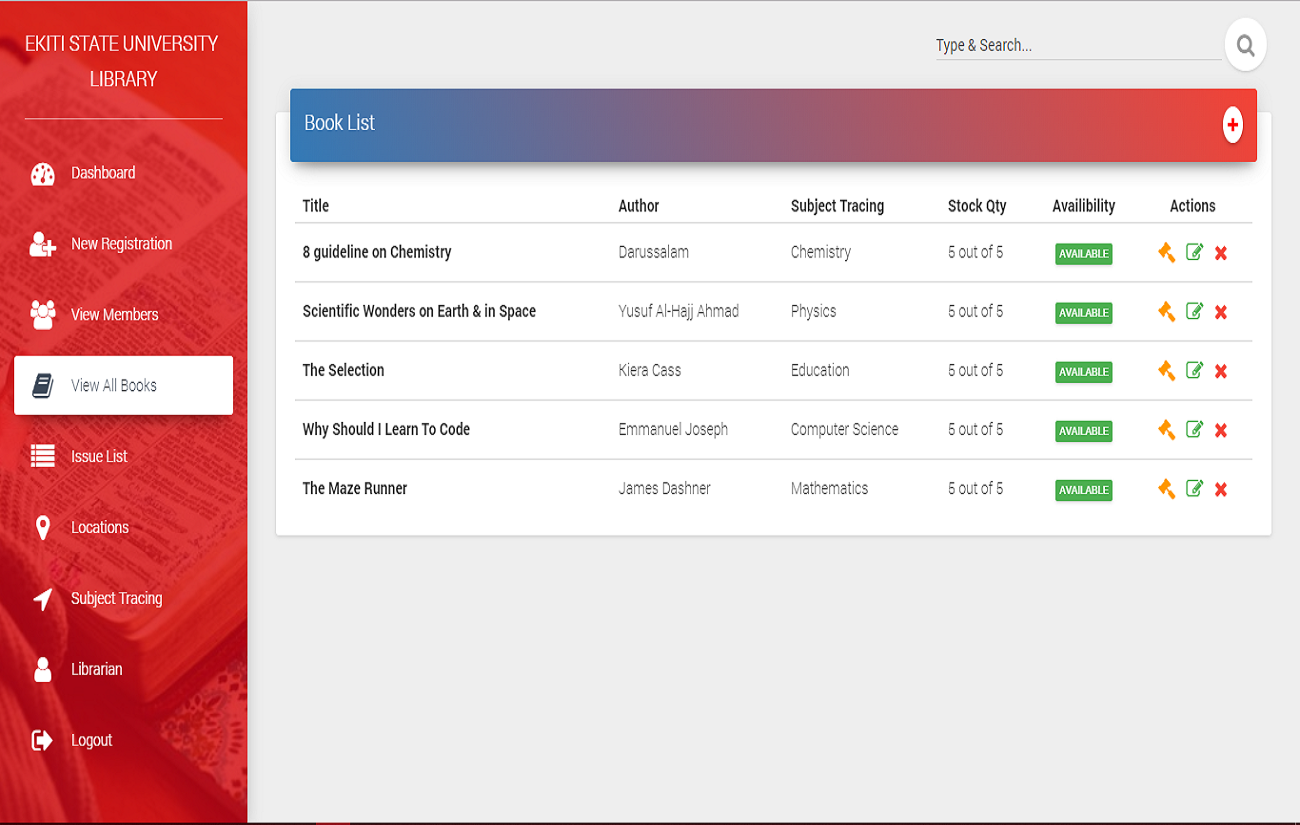 EKITI STATE UNIVERSITY
LIBRARY
Dashboard
New Registration
View Members
View All Books
Issue List
Locations
Subject Tracing
Librarian
Logout
Type & Search...
Book List
Title Author Subject Tracing Stock Qty Availibility Actions
8 guideline on Chemistry Darussalam Chemistry 5 out of 5 AVAILABLE
Scientific Wonders on Earth & in Space Yusuf Al-Hajj Ahmad Physics 5 out of 5 AVAILABLE
The Selection Kiera Cass Education 5 out of 5 AVAILABLE
Why Should I Learn To Code Emmanuel Joseph Computer Science 5 out of 5 AVAILABLE
The Maze Runner James Dashner Mathematics 5 out of 5 AVAILABLE